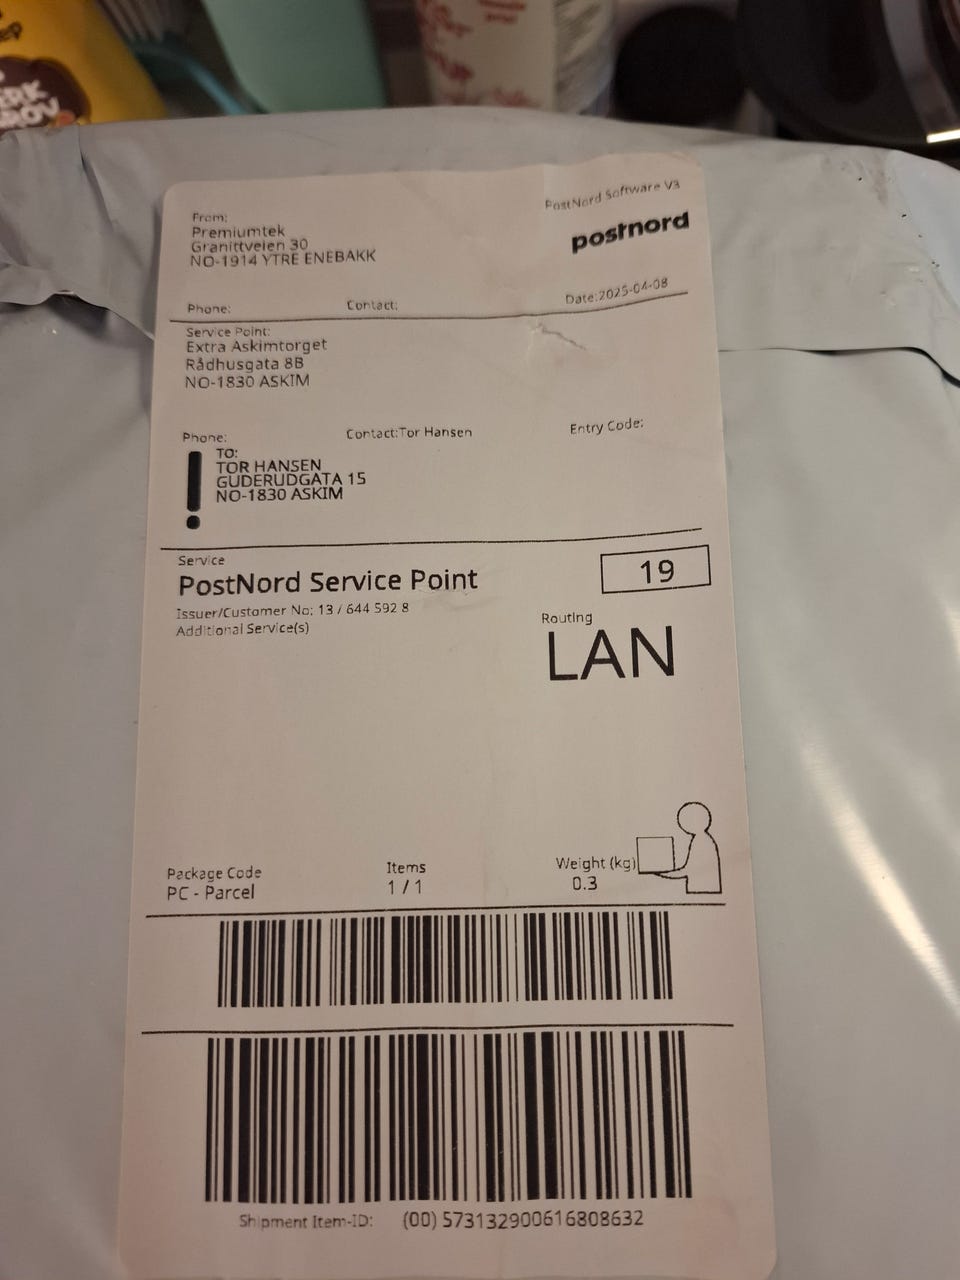 ERK
ROV
PostNord Software V3
postnord
From:
Premiumtek
Granittveien 30
NO-1914 YTRE ENEBAKK
Phone: Contact: Date:2025-04-08
Service Point:
Extra Askimtorget
Rådhusgata 8B
NO-1830 ASKIM
Phone: Contact:Tor Hansen Entry Code:
!
TO:
TOR HANSEN
GUDERUDGATA 15
NO-1830 ASKIM
Service
PostNord Service Point 19
Issuer/Customer No: 13 / 644 592 8
Additional Service(s)
Routing
LAN
Package Code Items Weight (kg)
PC - Parcel 1 / 1 0.3
Shipment Item-ID: (00) 573132900616808632